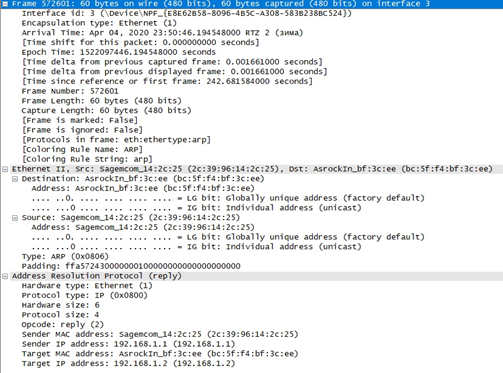 Frame 572601: 60 bytes on wire (480 bits), 60 bytes captured (480 bits) on interface 3
Interface id: 3 (\Device\NPF_{E8E62B58-8096-4B5C-A308-583B238BC524})
Encapsulation type: Ethernet (1)
Arrival Time: Apr 04, 2020 23:50:46.194548000 RTZ 2 (зима)
[Time shift for this packet: 0.000000000 seconds]
Epoch Time: 1522097446.194548000 seconds
[Time delta from previous captured frame: 0.001661000 seconds]
[Time delta from previous displayed frame: 0.001661000 seconds]
[Time since reference or first frame: 242.681584000 seconds]
Frame Number: 572601
Frame Length: 60 bytes (480 bits)
Capture Length: 60 bytes (480 bits)
[Frame is marked: False]
[Frame is ignored: False]
[Protocols in frame: eth:ethertype:arp]
[Coloring Rule Name: ARP]
[Coloring Rule String: arp]
Ethernet II, Src: Sagemcom_14:2c:25 (2c:39:96:14:2c:25), Dst: AsrockIn_bf:3c:ee (bc:5f:f4:bf:3c:ee)
Destination: AsrockIn_bf:3c:ee (bc:5f:f4:bf:3c:ee)
Address: AsrockIn_bf:3c:ee (bc:5f:f4:bf:3c:ee)
.... ..0. .... .... .... .... = LG bit: Globally unique address (factory default)
.... ...0 .... .... .... .... = IG bit: Individual address (unicast)
Source: Sagemcom_14:2c:25 (2c:39:96:14:2c:25)
Address: Sagemcom_14:2c:25 (2c:39:96:14:2c:25)
.... ..0. .... .... .... .... = LG bit: Globally unique address (factory default)
.... ...0 .... .... .... .... = IG bit: Individual address (unicast)
Type: ARP (0x0806)
Padding: ffa572430000001000000000000000000000
Address Resolution Protocol (reply)
Hardware type: Ethernet (1)
Protocol type: IP (0x0800)
Hardware size: 6
Protocol size: 4
Opcode: reply (2)
Sender MAC address: Sagemcom_14:2c:25 (2c:39:96:14:2c:25)
Sender IP address: 192.168.1.1 (192.168.1.1)
Target MAC address: AsrockIn_bf:3c:ee (bc:5f:f4:bf:3c:ee)
Target IP address: 192.168.1.2 (192.168.1.2)